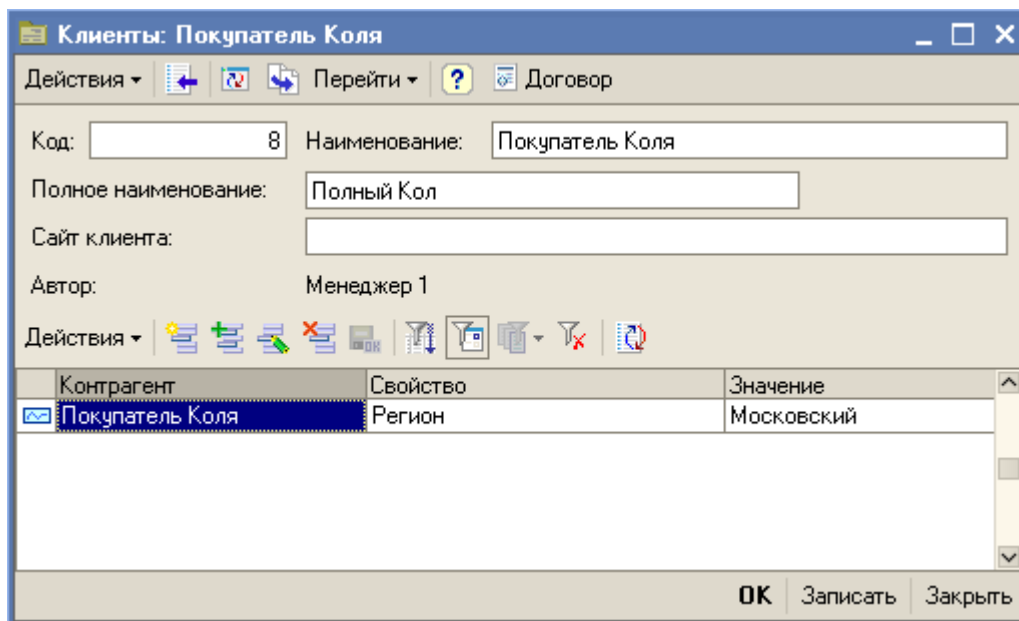 Клиенты: Покупатель Коля
Действия Перейти ? Договор
Код: 8 Наименование: Покупатель Коля
Полное наименование: Полный Кол
Сайт клиента:
Автор: Менеджер 1
Действия
Контрагент Свойство Значение
Покупатель Коля Регион Московский
OK Записать Закрыть